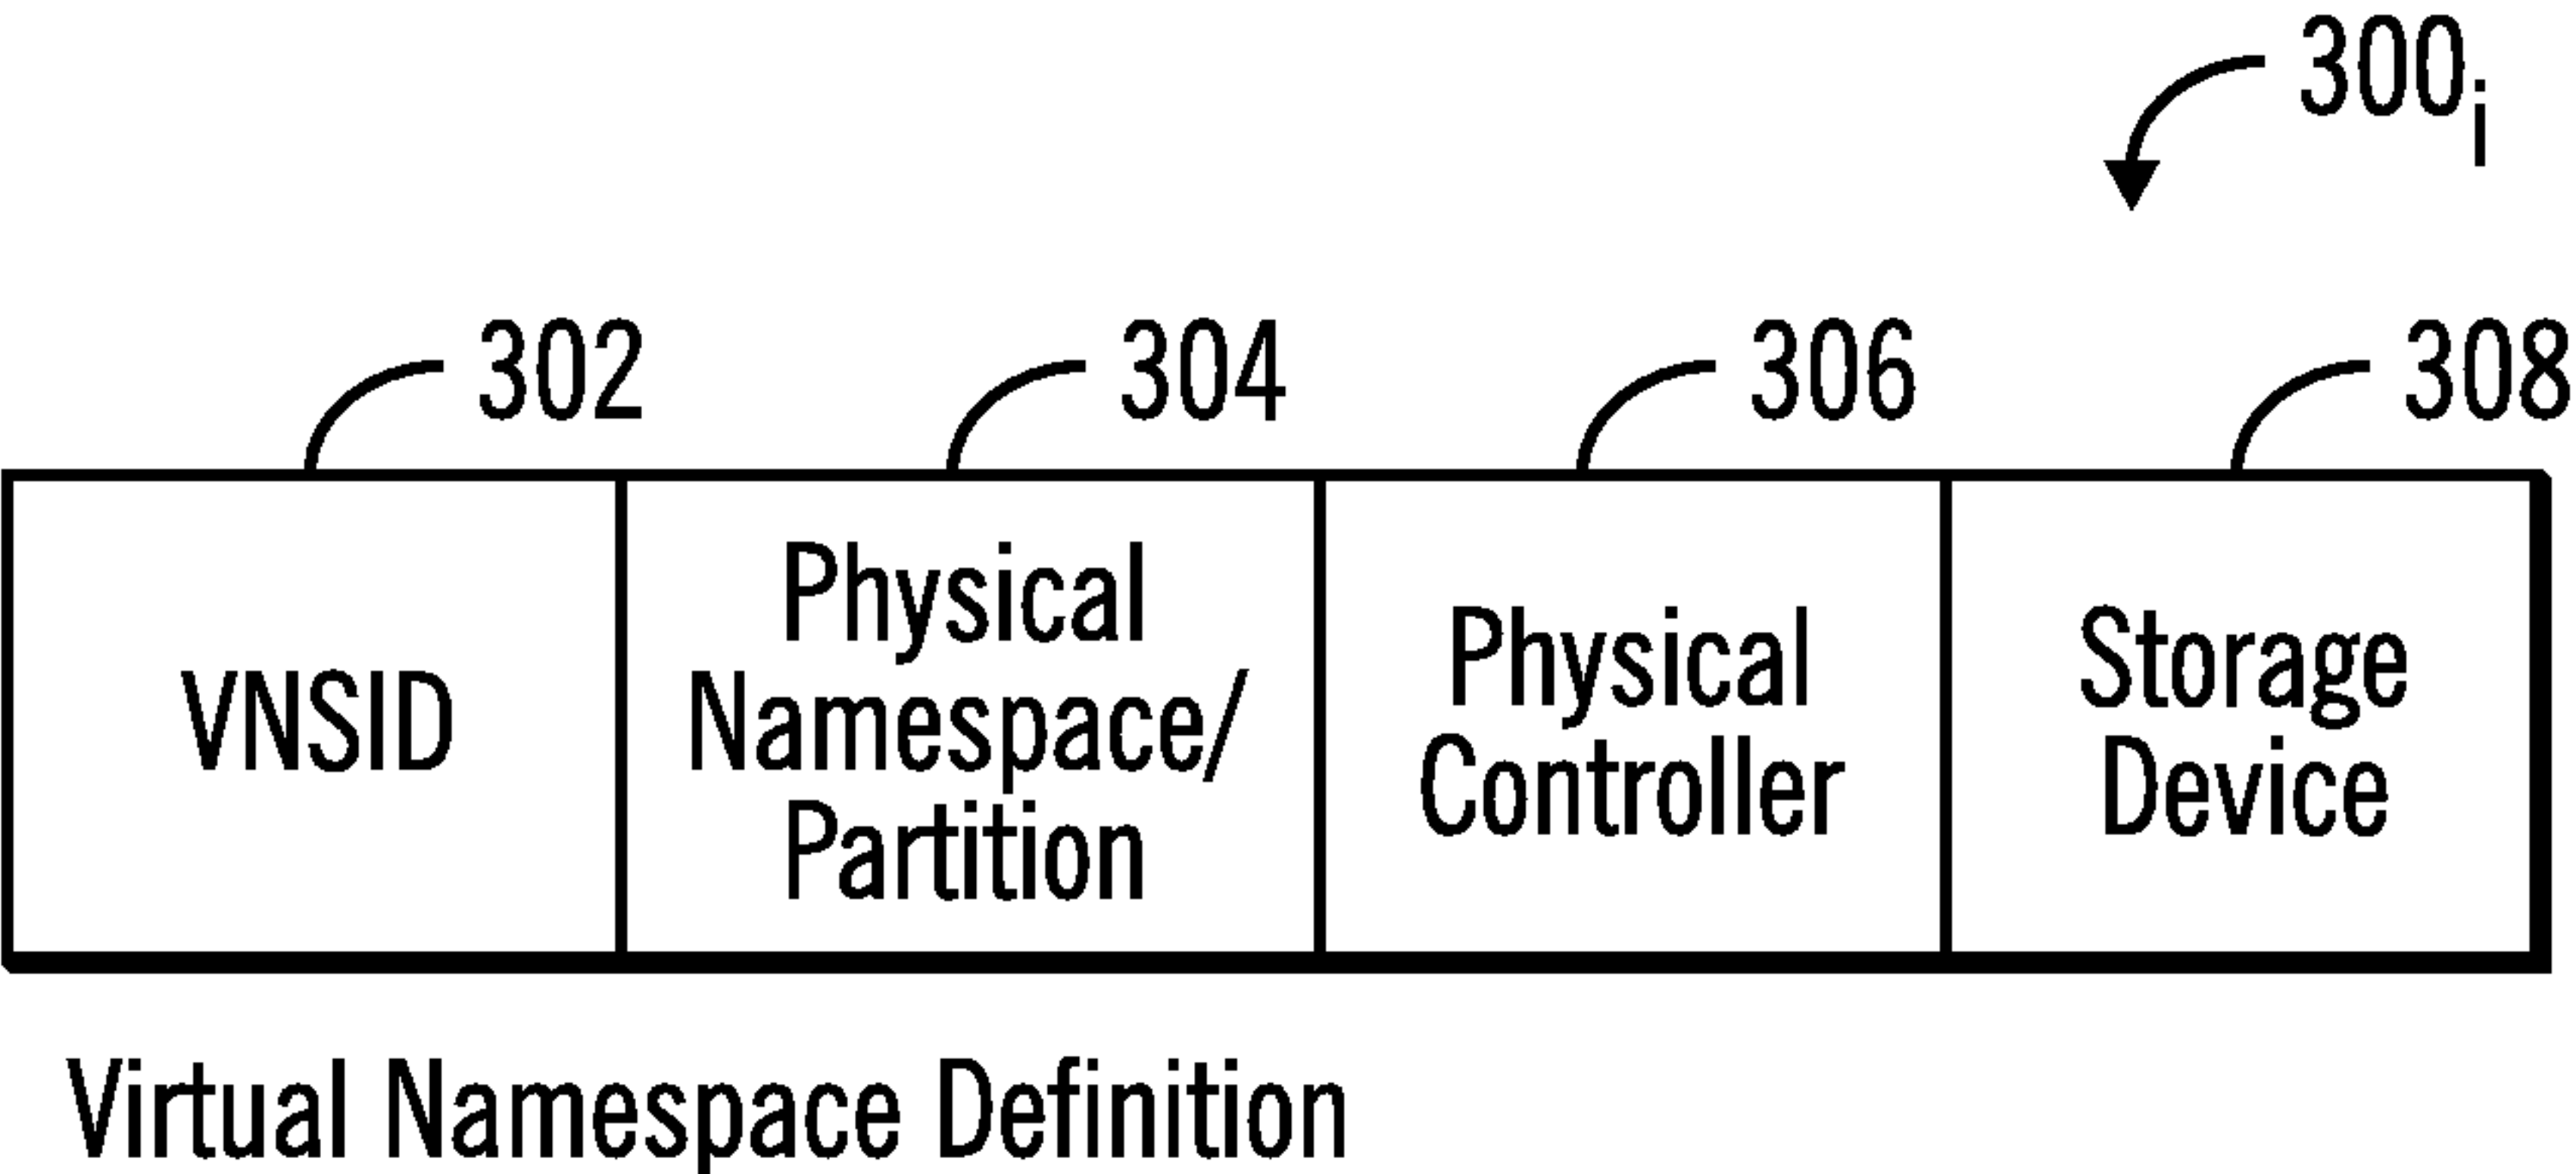 300i
302
304
306
308
VNSID
Physical
Namespace/
Partition
Physical
Controller
Storage
Device
Virtual Namespace Definition